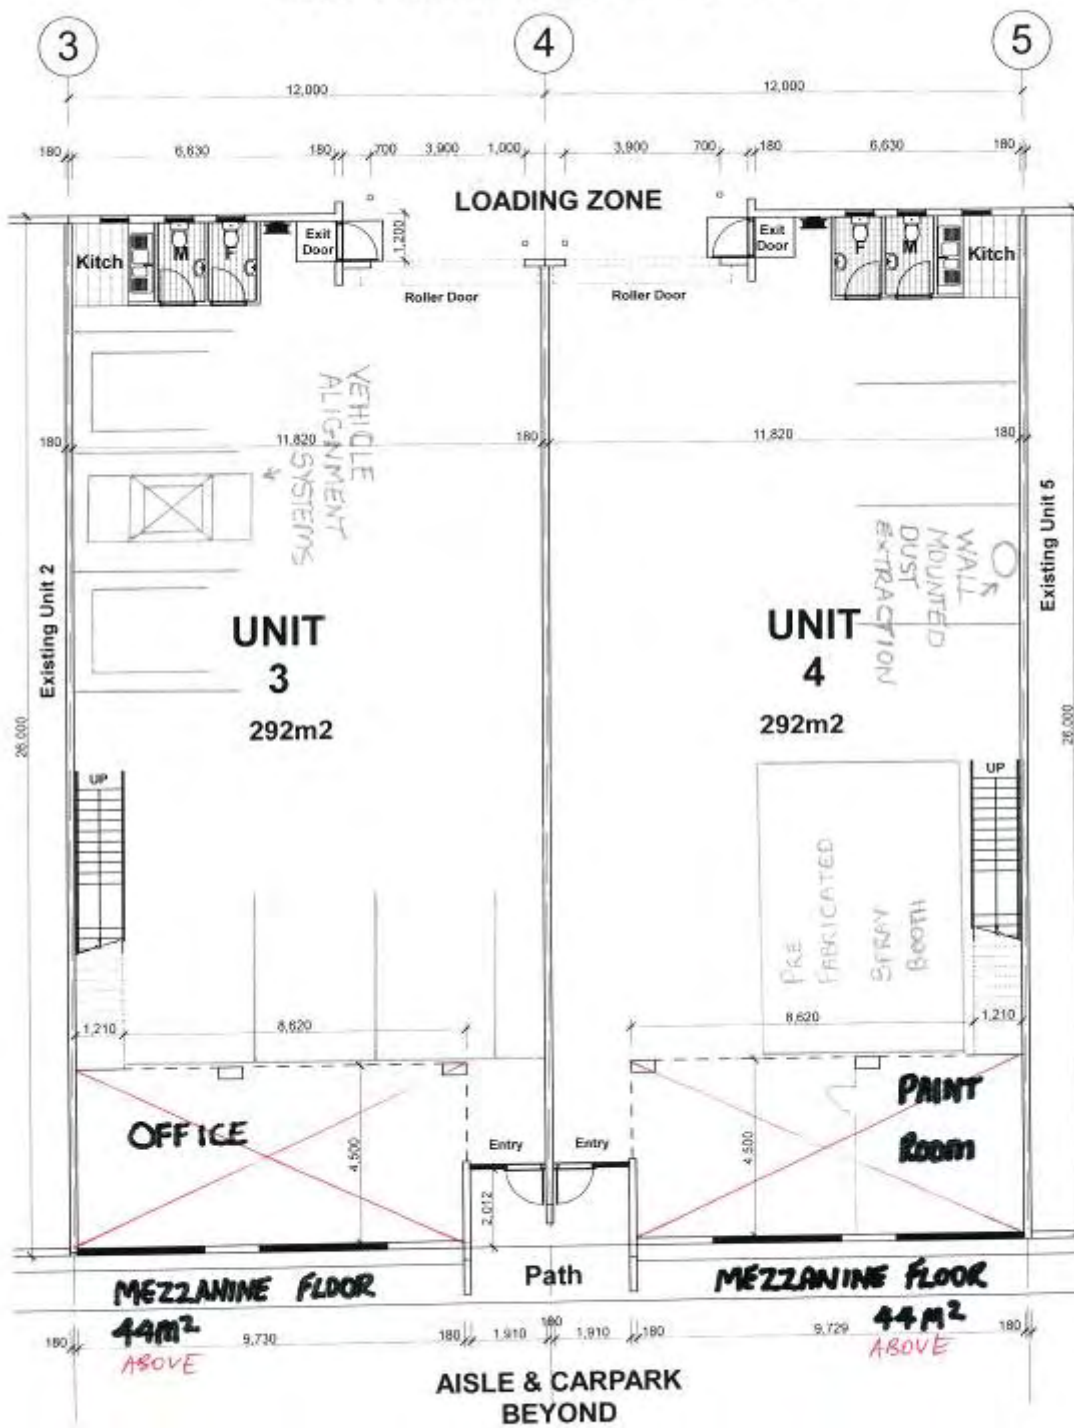 3
4
5
12,000
12,000
180
6,630
180
700
3,900
1,000
3,900
700
180
6,630
180
LOADING ZONE
Kitch
M
F
Exit
Door
1,200
Exit
Door
F
M
Kitch
Roller Door
Roller Door
VEHICLE
ALIGNMENT
SYSTEMS
180
11,820
180
11,820
180
WALL
MOUNTED
DUST
EXTRACTION
Existing Unit 2
Existing Unit 5
UNIT
3
292m2
UNIT
4
292m2
26,000
26,000
UP
UP
PRE
FABRICATED
SPRAY
BOOTH
1,210
8,620
8,620
1,210
OFFICE
4,500
Entry
Entry
4,500
PAINT
ROOM
2,012
Path
MEZZANINE FLOOR
44M²
ABOVE
MEZZANINE FLOOR
44M²
ABOVE
180
9,730
180
1,910
180
1,910
180
9,729
180
AISLE & CARPARK
BEYOND